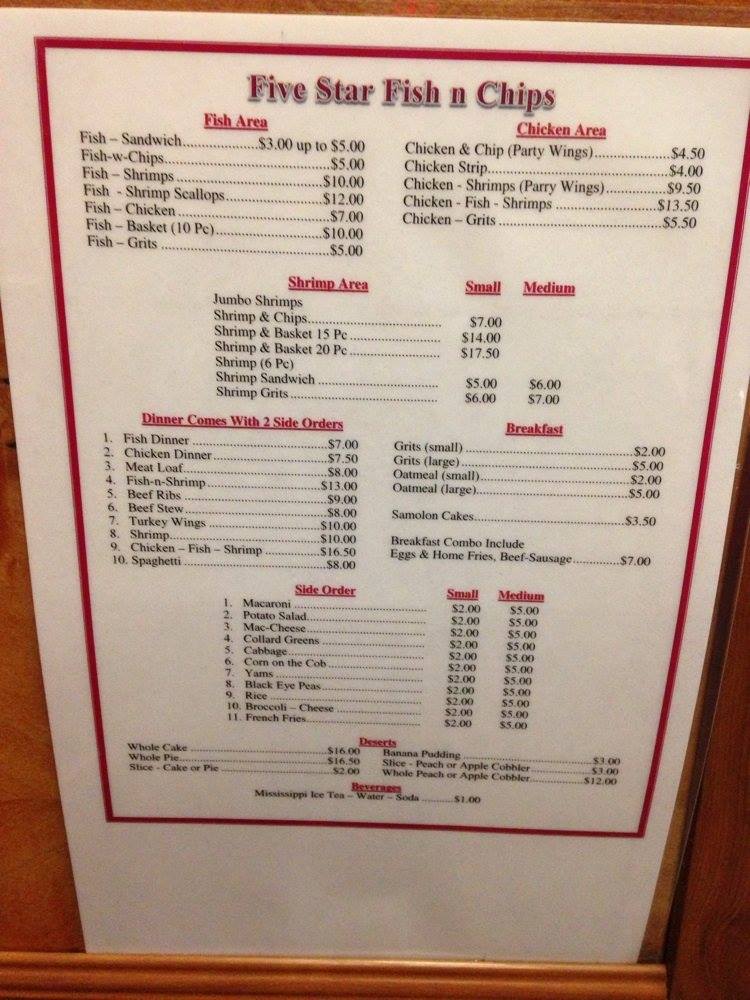 Five Star Fish n Chips
Fish Area
Fish – Sandwich....................$3.00 up to $5.00
Fish-w-Chips.............................................$5.00
Fish – Shrimps..........................................$10.00
Fish - Shrimp Scallops...........................$12.00
Fish – Chicken..........................................$7.00
Fish – Basket (10 Pc)..............................$10.00
Fish – Grits...............................................$5.00
Chicken Area
Chicken & Chip (Party Wings)....................$4.50
Chicken Strip................................................$4.00
Chicken - Shrimps (Parry Wings)................$9.50
Chicken - Fish - Shrimps............................$13.50
Chicken – Grits............................................$5.50
Shrimp Area Small Medium
Jumbo Shrimps
Shrimp & Chips........................................ $7.00
Shrimp & Basket 15 Pc............................ $14.00
Shrimp & Basket 20 Pc............................ $17.50
Shrimp (6 Pc)
Shrimp Sandwich..................................... $5.00 $6.00
Shrimp Grits............................................. $6.00 $7.00
Dinner Comes With 2 Side Orders
1. Fish Dinner........................................$7.00
2. Chicken Dinner..................................$7.50
3. Meat Loaf..........................................$8.00
4. Fish-n-Shrimp...................................$13.00
5. Beef Ribs...........................................$9.00
6. Beef Stew..........................................$8.00
7. Turkey Wings...................................$10.00
8. Shrimp..............................................$10.00
9. Chicken – Fish – Shrimp..................$16.50
10. Spaghetti...........................................$8.00
Breakfast
Grits (small)................................................$2.00
Grits (large).................................................$5.00
Oatmeal (small)...........................................$2.00
Oatmeal (large)............................................$5.00
Samolon Cakes............................................$3.50
Breakfast Combo Include
Eggs & Home Fries, Beef-Sausage.............$7.00
Side Order Small Medium
1. Macaroni........................................ $2.00 $5.00
2. Potato Salad................................... $2.00 $5.00
3. Mac-Cheese................................... $2.00 $5.00
4. Collard Greens.............................. $2.00 $5.00
5. Cabbage......................................... $2.00 $5.00
6. Corn on the Cob............................ $2.00 $5.00
7. Yams.............................................. $2.00 $5.00
8. Black Eye Peas.............................. $2.00 $5.00
9. Rice................................................ $2.00 $5.00
10. Broccoli – Cheese......................... $2.00 $5.00
11. French Fries................................... $2.00 $5.00
Deserts
Whole Cake........................................$16.00
Whole Pie...........................................$16.50
Slice - Cake or Pie...............................$2.00
Banana Pudding.......................................$3.00
Slice - Peach or Apple Cobbler.................$3.00
Whole Peach or Apple Cobbler................$12.00
Beverages
Mississippi Ice Tea – Water – Soda..........$1.00